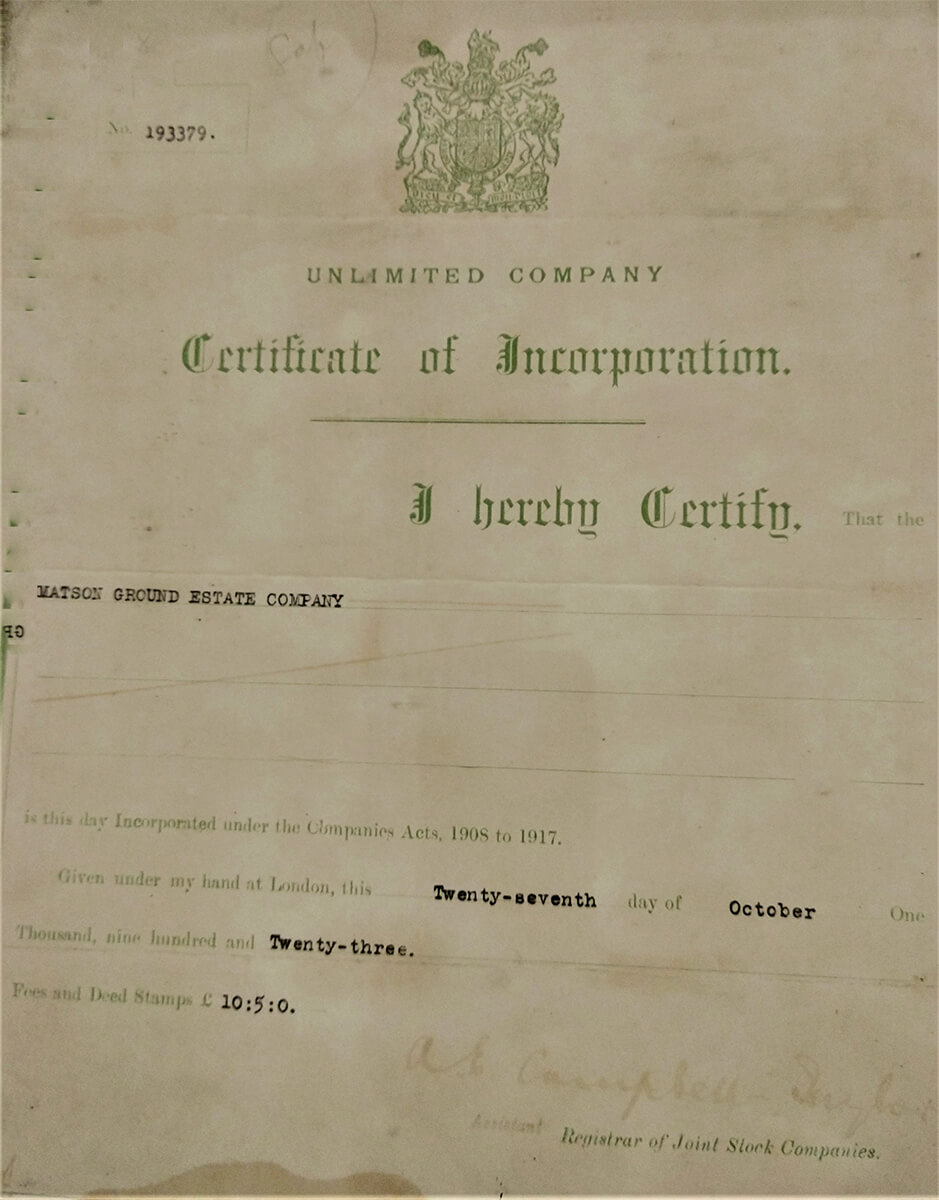 No. 193379.
UNLIMITED COMPANY
Certificate of Incorporation.
I hereby Certify, That the
MATSON GROUND ESTATE COMPANY
is this day Incorporated under the Companies Acts, 1908 to 1917.
Given under my hand at London, this Twenty-seventh day of October One
Thousand, nine hundred and Twenty-three.
Fees and Deed Stamps £ 10:5:0.
Campbell
Assistant Registrar of Joint Stock Companies.